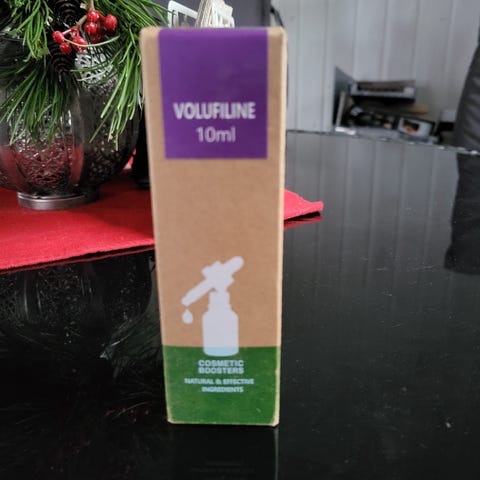 VOLUFILINE
10ml
COSMETIC
BOOSTERS
NATURAL & EFFECTIVE
INGREDIENTS